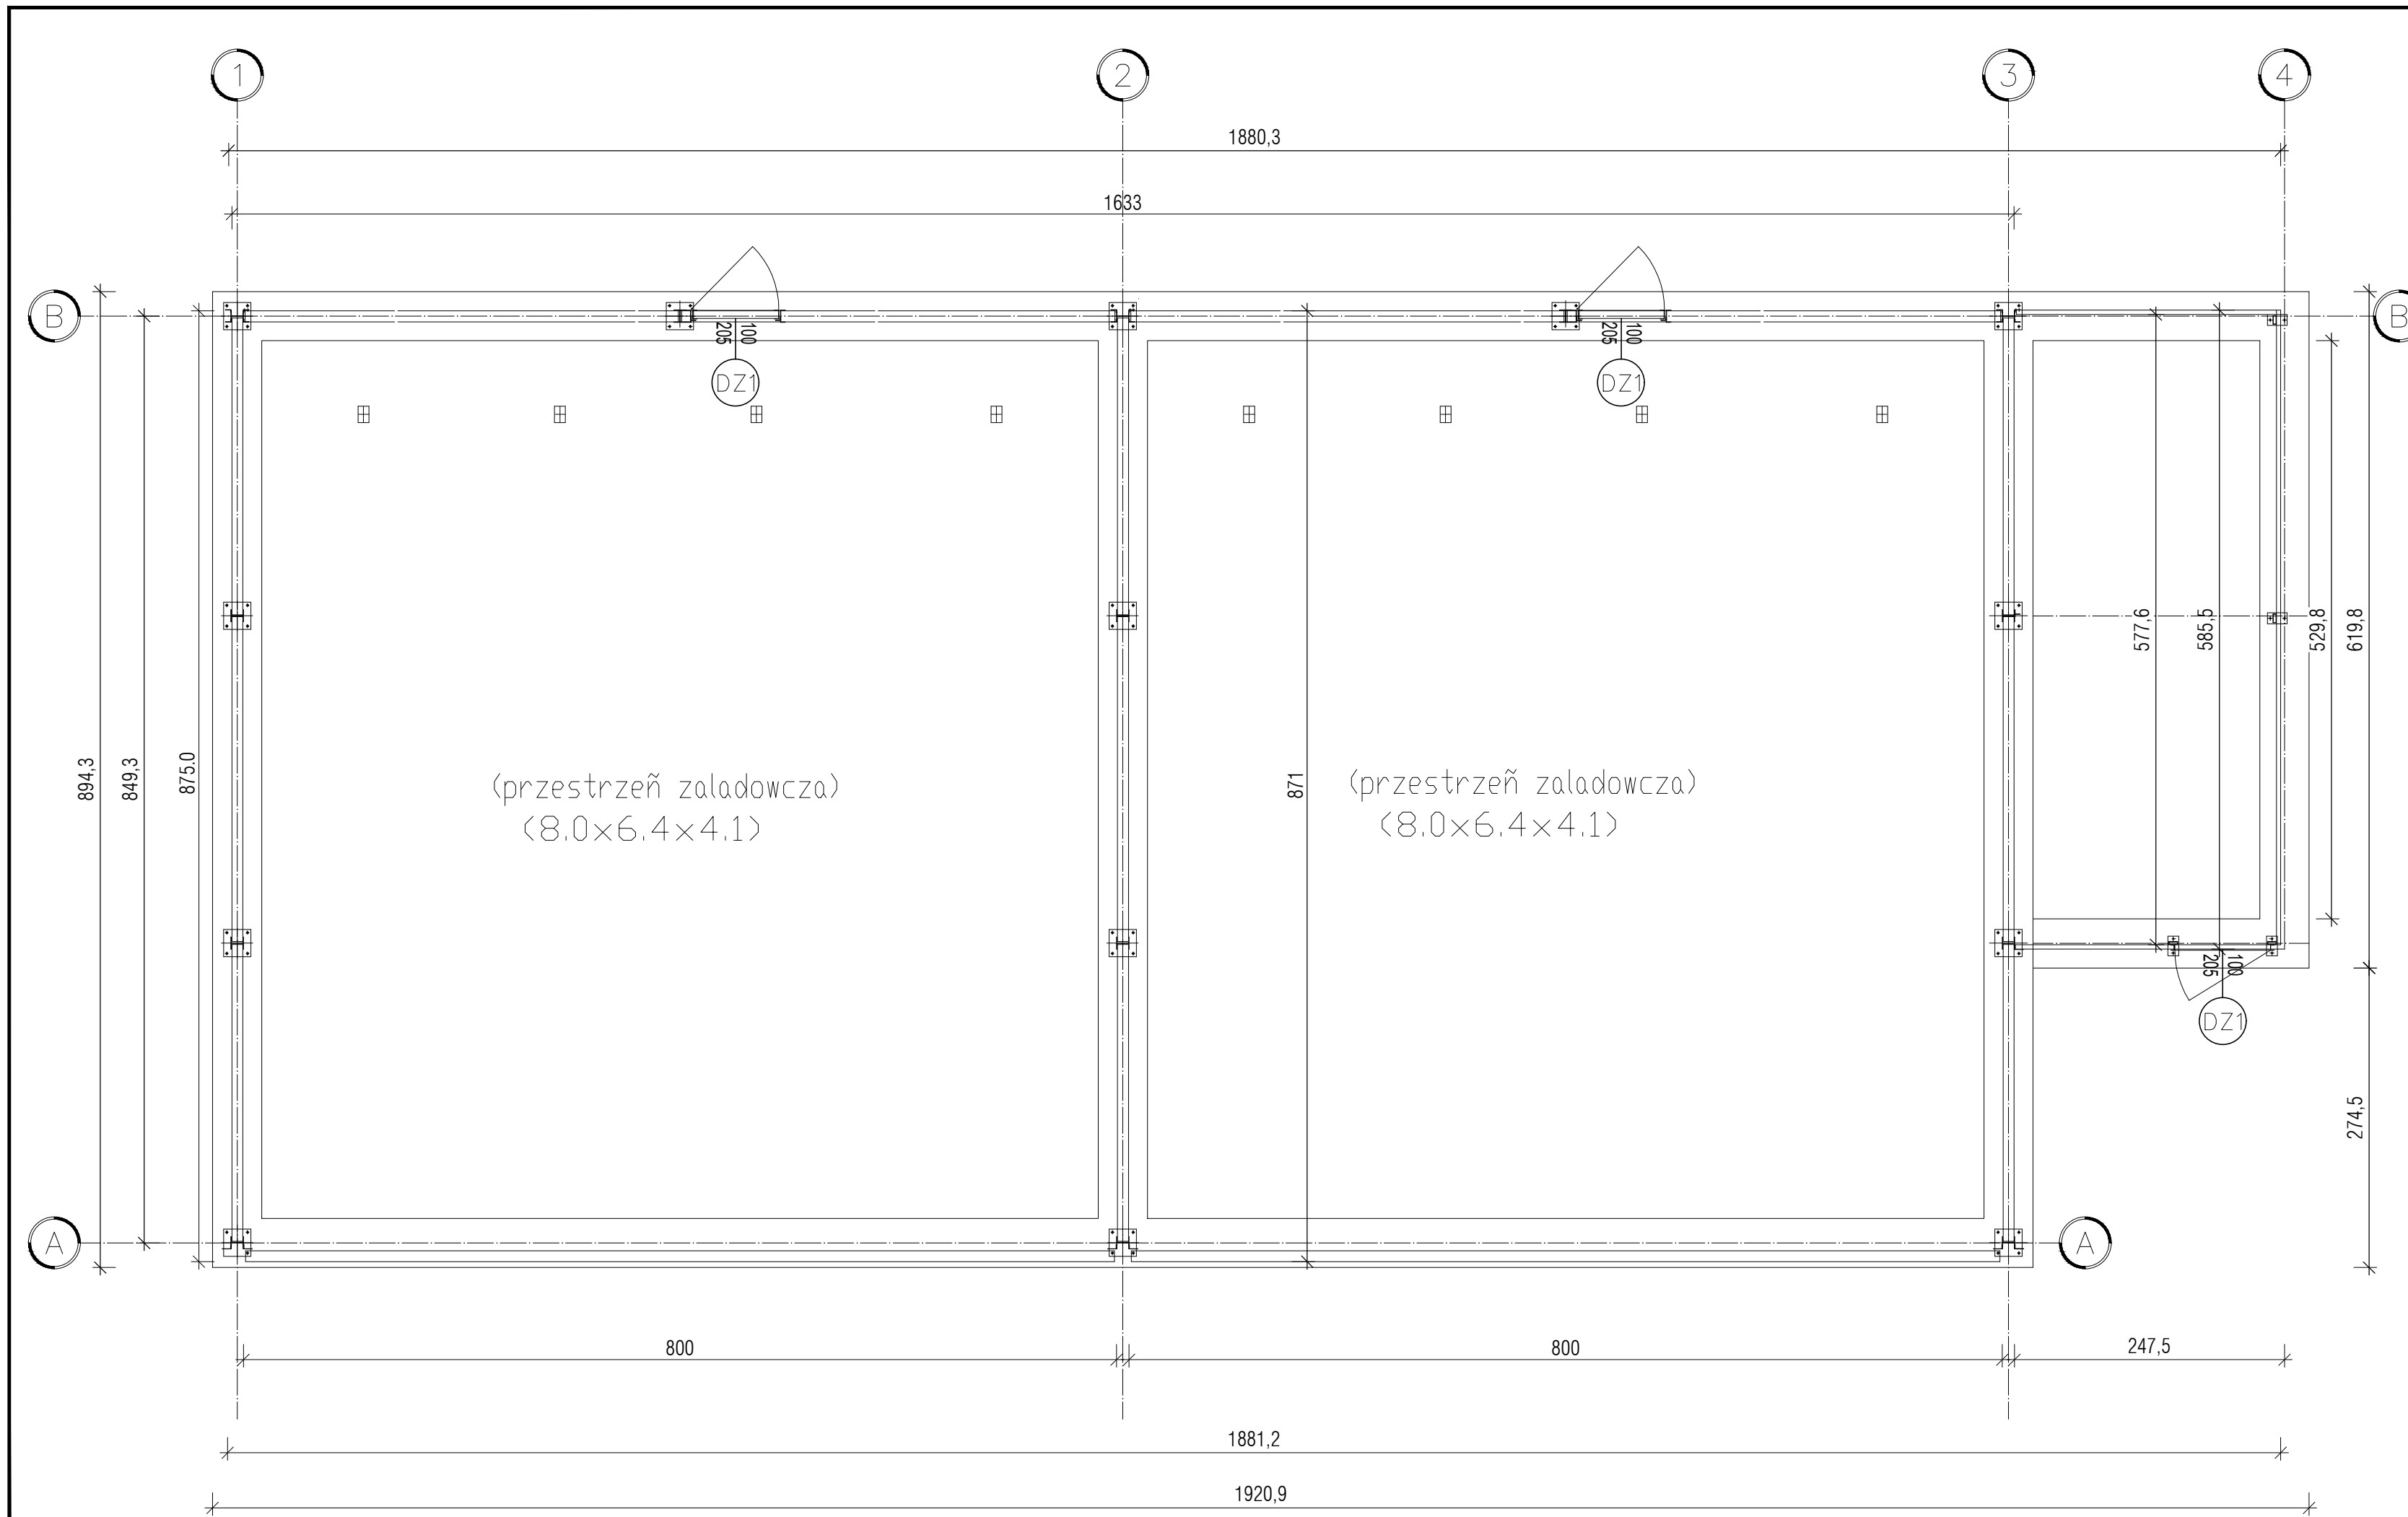 1
2
3
4
1880,3
1633
B
B
205
100
DZ1
205
100
DZ1
894,3
849,3
875.0
871
577,6
585,5
529,8
619,8
(przestrzeñ zaladowcza)
(8.0x6.4x4.1)
(przestrzeñ zaladowcza)
(8.0x6.4x4.1)
205
100
DZ1
274,5
A
A
800
800
247,5
1881,2
1920,9